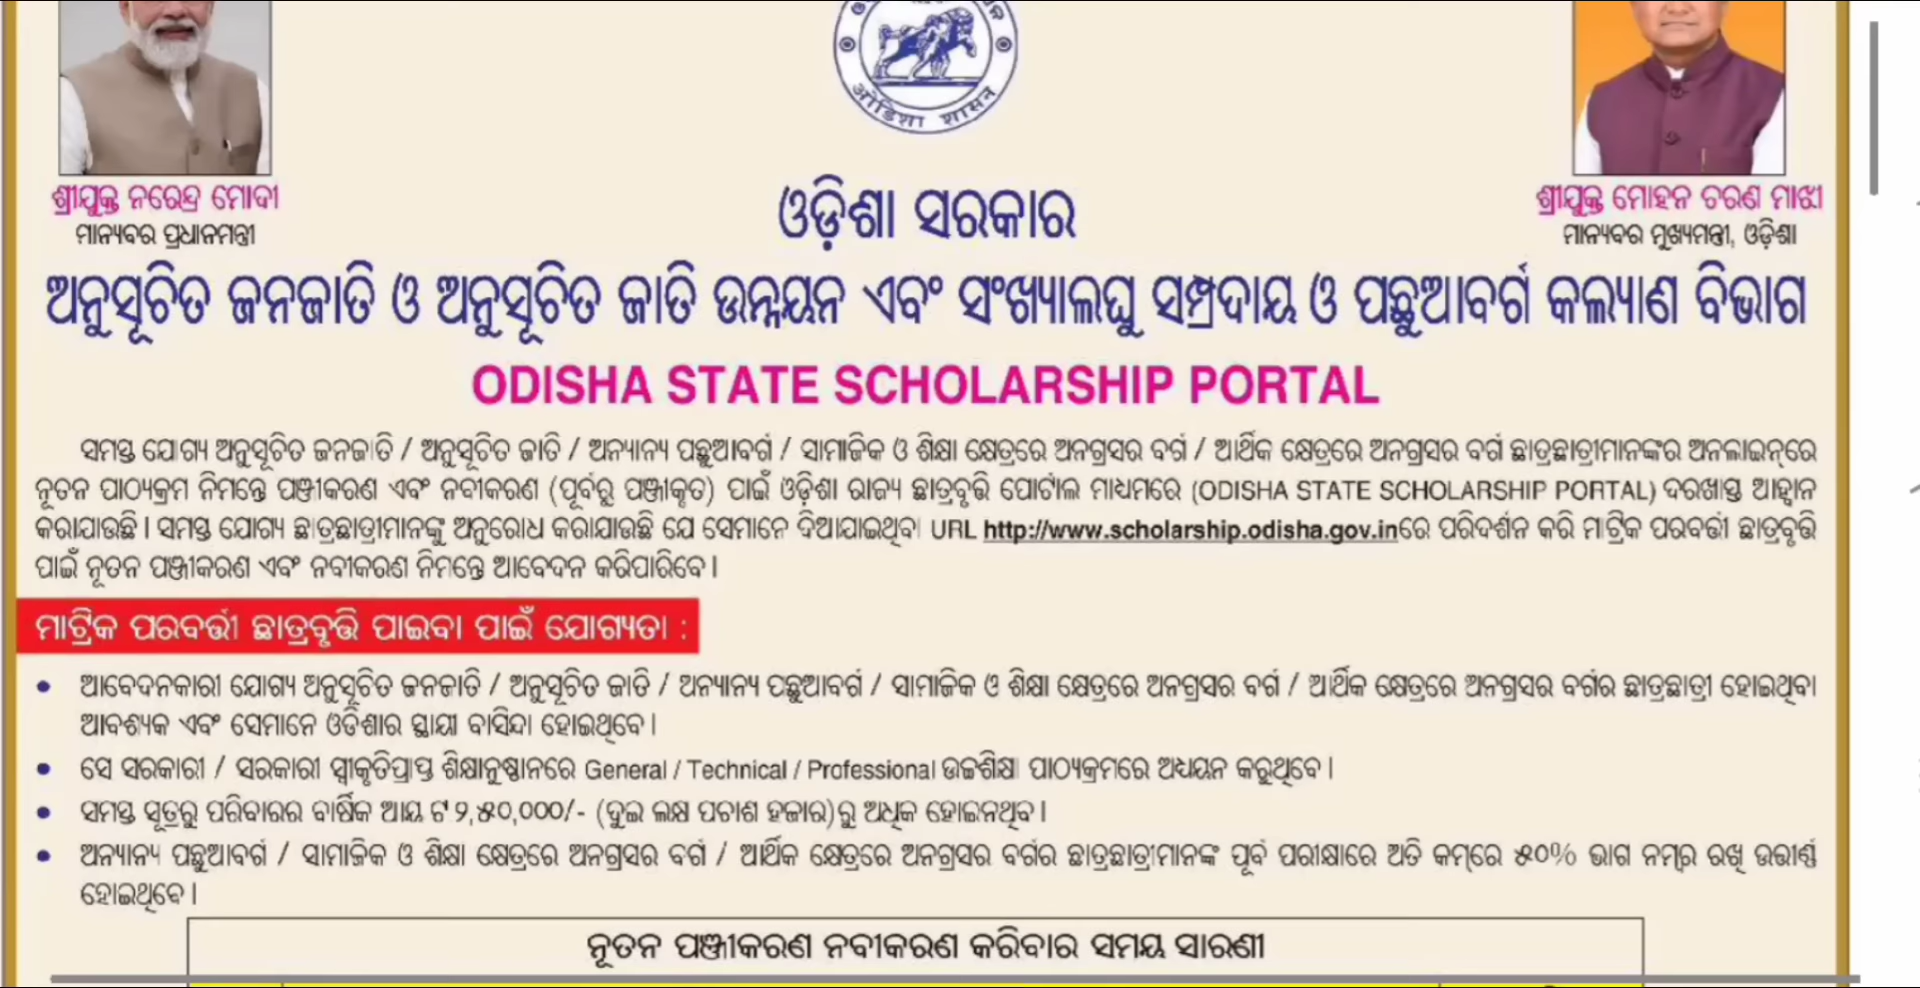 ଓଡ଼ିଶା ଶାସନ
ଶ୍ରୀଯୁକ୍ତ ନରେନ୍ଦ୍ର ମୋଦୀ
ମାନ୍ୟବର ପ୍ରଧାନମନ୍ତ୍ରୀ
ଶ୍ରୀଯୁକ୍ତ ମୋହନ ଚରଣ ମାଝୀ
ମାନ୍ୟବର ମୁଖ୍ୟମନ୍ତ୍ରୀ, ଓଡ଼ିଶା
ଓଡ଼ିଶା ସରକାର
ଅନୁସୂଚିତ ଜନଜାତି ଓ ଅନୁସୂଚିତ ଜାତି ଉନ୍ନୟନ ଏବଂ ସଂଖ୍ୟାଲଘୁ ସମ୍ପ୍ରଦାୟ ଓ ପଛୁଆବର୍ଗ କଲ୍ୟାଣ ବିଭାଗ
ODISHA STATE SCHOLARSHIP PORTAL
ସମସ୍ତ ଯୋଗ୍ୟ ଅନୁସୂଚିତ ଜନଜାତି / ଅନୁସୂଚିତ ଜାତି / ଅନ୍ୟାନ୍ୟ ପଛୁଆବର୍ଗ / ସାମାଜିକ ଓ ଶିକ୍ଷା କ୍ଷେତ୍ରରେ ଅନଗ୍ରସର ବର୍ଗ / ଆର୍ଥିକ କ୍ଷେତ୍ରରେ ଅନଗ୍ରସର ବର୍ଗ ଛାତ୍ରଛାତ୍ରୀମାନଙ୍କର ଅନଲାଇନ୍‌ରେ
ନୂତନ ପାଠ୍ୟକ୍ରମ ନିମନ୍ତେ ପଞ୍ଜୀକରଣ ଏବଂ ନବୀକରଣ (ପୂର୍ବରୁ ପଞ୍ଜୀକୃତ) ପାଇଁ ଓଡ଼ିଶା ରାଜ୍ୟ ଛାତ୍ରବୃତ୍ତି ପୋର୍ଟାଲ ମାଧ୍ୟମରେ (ODISHA STATE SCHOLARSHIP PORTAL) ଦରଖାସ୍ତ ଆହ୍ୱାନ
କରାଯାଉଛି । ସମସ୍ତ ଯୋଗ୍ୟ ଛାତ୍ରଛାତ୍ରୀମାନଙ୍କୁ ଅନୁରୋଧ କରାଯାଉଛି ଯେ ସେମାନେ ଦିଆଯାଇଥିବା URL http://www.scholarship.odisha.gov.inରେ ପରିଦର୍ଶନ କରି ମାଟ୍ରିକ ପରବର୍ତ୍ତୀ ଛାତ୍ରବୃତ୍ତି
ପାଇଁ ନୂତନ ପଞ୍ଜୀକରଣ ଏବଂ ନବୀକରଣ ନିମନ୍ତେ ଆବେଦନ କରିପାରିବେ ।
ମାଟ୍ରିକ ପରବର୍ତ୍ତୀ ଛାତ୍ରବୃତ୍ତି ପାଇବା ପାଇଁ ଯୋଗ୍ୟତା :
• ଆବେଦନକାରୀ ଯୋଗ୍ୟ ଅନୁସୂଚିତ ଜନଜାତି / ଅନୁସୂଚିତ ଜାତି / ଅନ୍ୟାନ୍ୟ ପଛୁଆବର୍ଗ / ସାମାଜିକ ଓ ଶିକ୍ଷା କ୍ଷେତ୍ରରେ ଅନଗ୍ରସର ବର୍ଗ / ଆର୍ଥିକ କ୍ଷେତ୍ରରେ ଅନଗ୍ରସର ବର୍ଗର ଛାତ୍ରଛାତ୍ରୀ ହୋଇଥିବା
ଆବଶ୍ୟକ ଏବଂ ସେମାନେ ଓଡିଶାର ସ୍ଥାୟୀ ବାସିନ୍ଦା ହୋଇଥିବେ ।
• ସେ ସରକାରୀ / ସରକାରୀ ସ୍ୱୀକୃତିପ୍ରାପ୍ତ ଶିକ୍ଷାନୁଷ୍ଠାନରେ General / Technical / Professional ଉଚ୍ଚଶିକ୍ଷା ପାଠ୍ୟକ୍ରମରେ ଅଧ୍ୟୟନ କରୁଥିବେ ।
• ସମସ୍ତ ସୂତ୍ରରୁ ପରିବାରର ବାର୍ଷିକ ଆୟ ଟ ୨,୫୦,୦୦୦/- (ଦୁଇ ଲକ୍ଷ ପଚାଶ ହଜାର)ରୁ ଅଧିକ ହୋଇନଥିବ ।
• ଅନ୍ୟାନ୍ୟ ପଛୁଆବର୍ଗ / ସାମାଜିକ ଓ ଶିକ୍ଷା କ୍ଷେତ୍ରରେ ଅନଗ୍ରସର ବର୍ଗ / ଆର୍ଥିକ କ୍ଷେତ୍ରରେ ଅନଗ୍ରସର ବର୍ଗର ଛାତ୍ରଛାତ୍ରୀମାନଙ୍କ ପୂର୍ବ ପରୀକ୍ଷାରେ ଅତି କମ୍‌ରେ ୫୦% ଭାଗ ନମ୍ବର ରଖି ଉତ୍ତୀର୍ଣ୍ଣ
ହୋଇଥିବେ ।
ନୂତନ ପଞ୍ଜୀକରଣ ନବୀକରଣ କରିବାର ସମୟ ସାରଣୀ